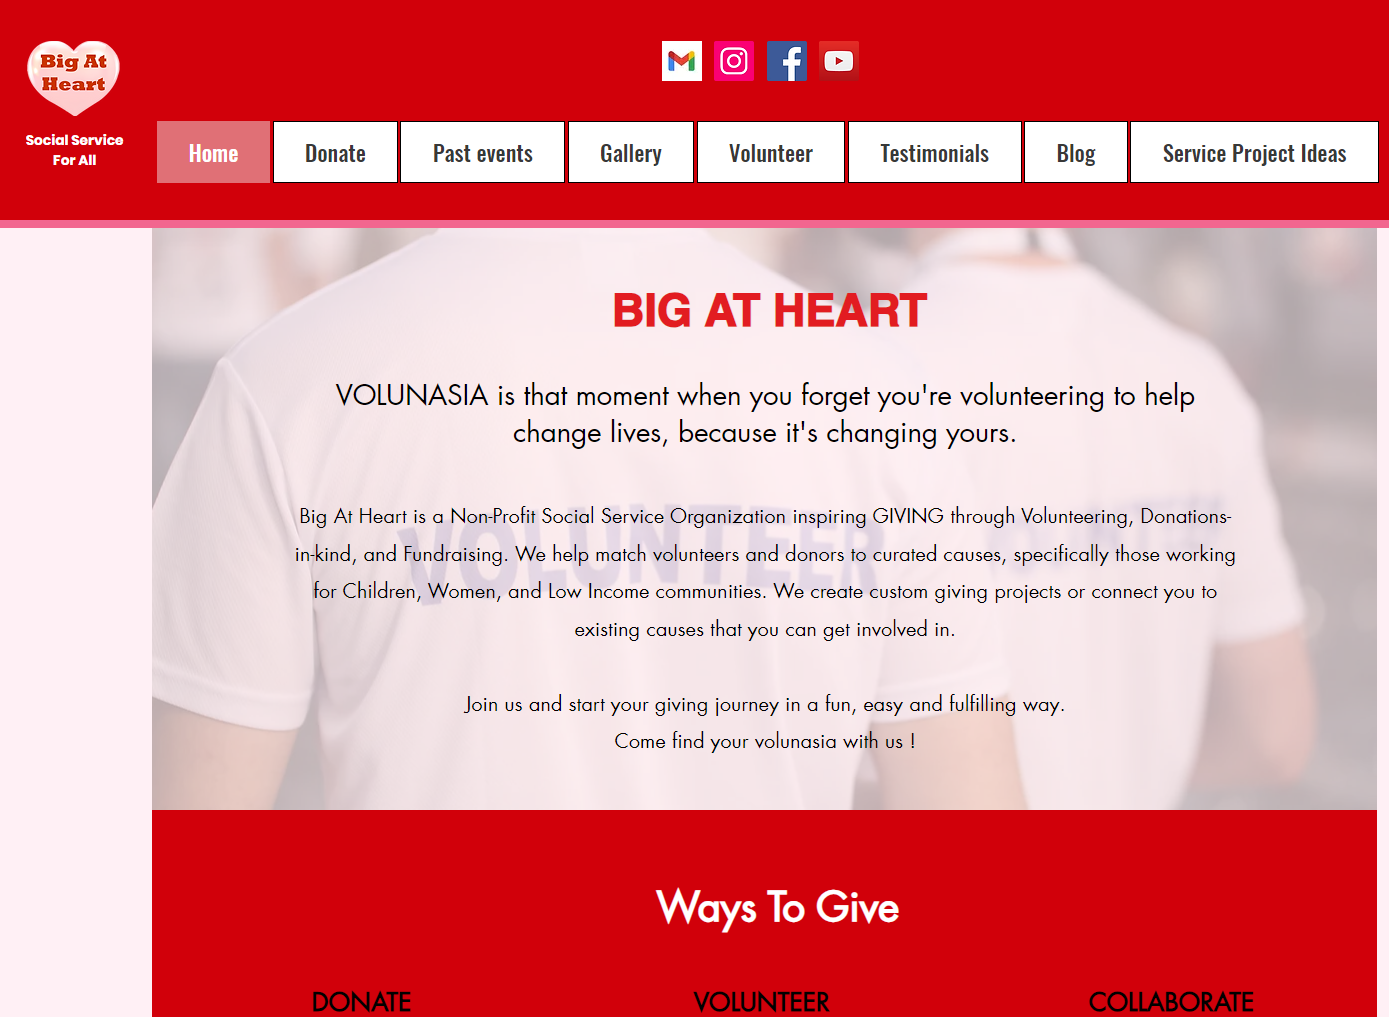 Big At
Heart
Social Service
For All
Home
Donate
Past events
Gallery
Volunteer
Testimonials
Blog
Service Project Ideas
BIG AT HEART
VOLUNASIA is that moment when you forget you're volunteering to help
change lives, because it's changing yours.
VOLUNTEER
Big At Heart is a Non-Profit Social Service Organization inspiring GIVING through Volunteering, Donations-
in-kind, and Fundraising. We help match volunteers and donors to curated causes, specifically those working
for Children, Women, and Low Income communities. We create custom giving projects or connect you to
existing causes that you can get involved in.
Join us and start your giving journey in a fun, easy and fulfilling way.
Come find your volunasia with us !
Ways To Give
DONATE
VOLUNTEER
COLLABORATE